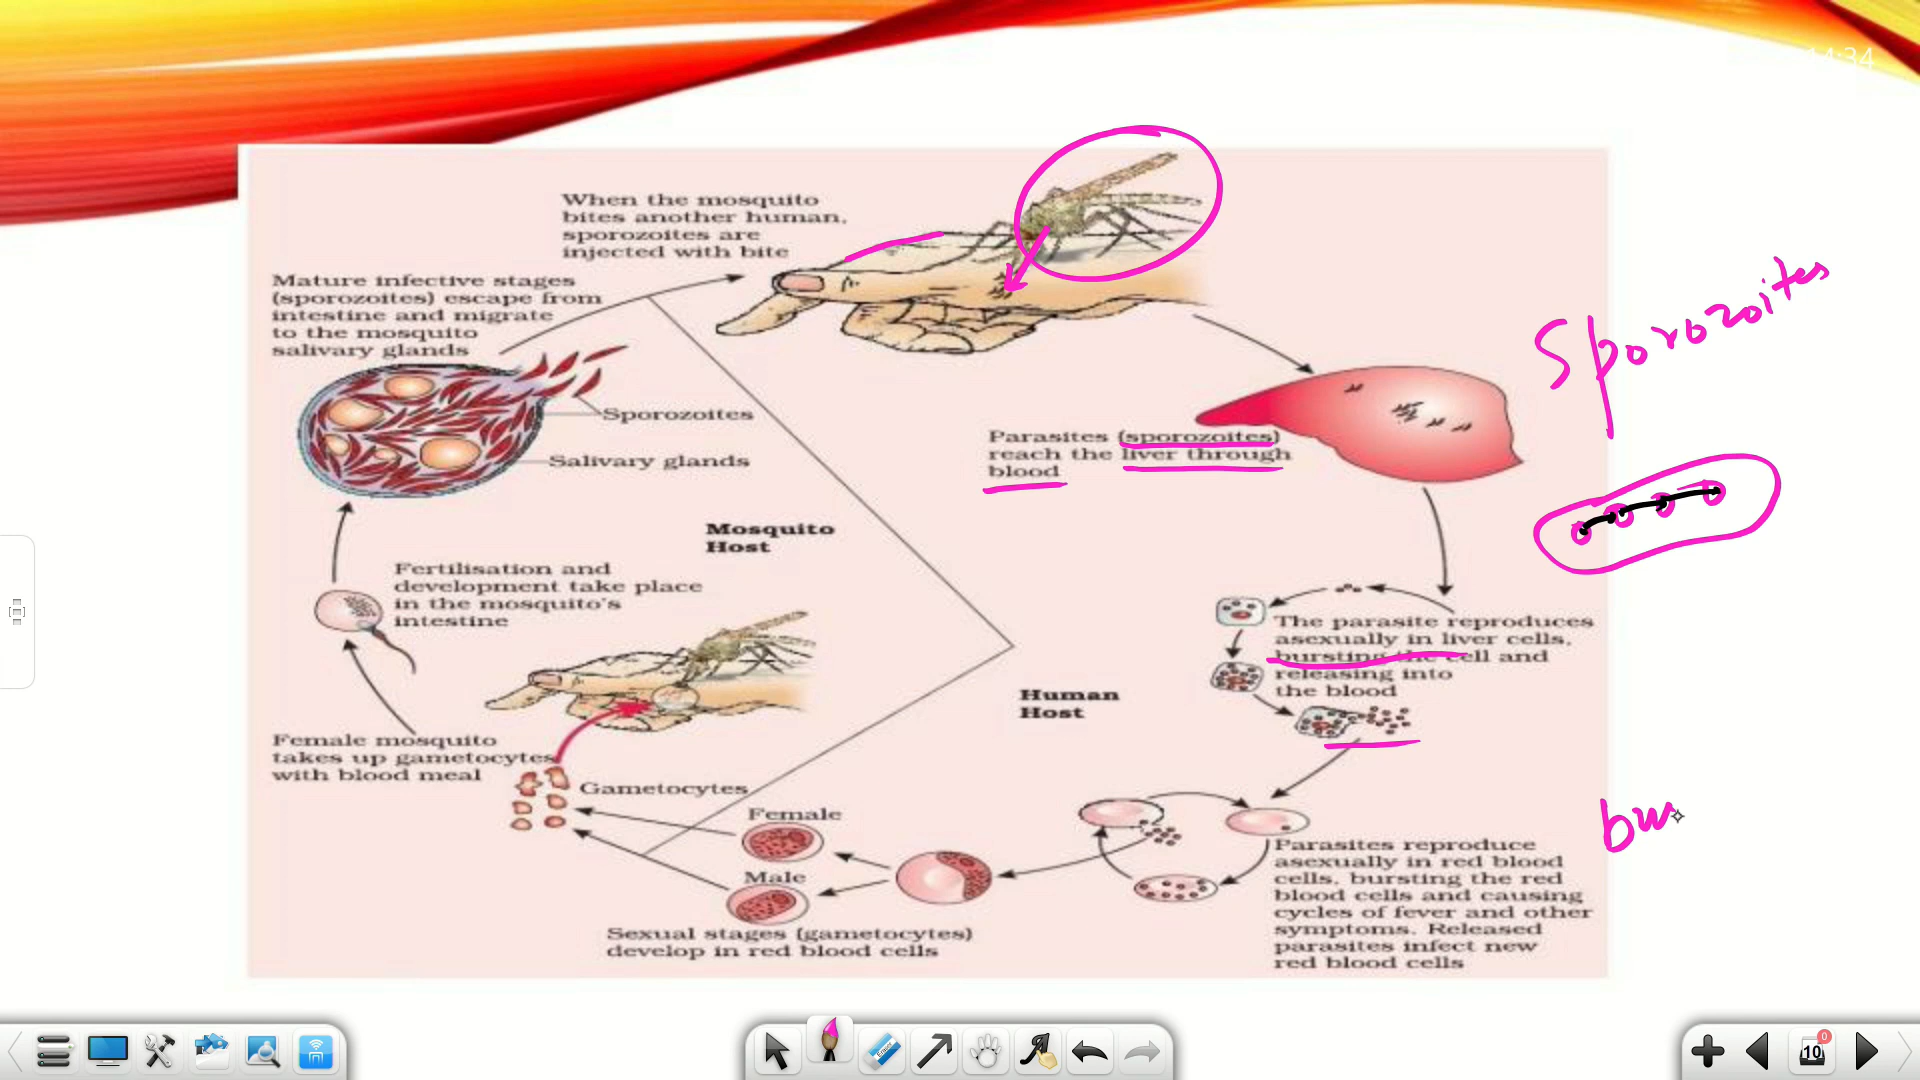 14:34
When the mosquito
bites another human,
sporozoites are
injected with bite
Mature infective stages
(sporozoites) escape from
intestine and migrate
to the mosquito
salivary glands
Sporozoites
Sporozoites
Salivary glands
Parasites (sporozoites)
reach the liver through
blood
Mosquito
Host
Fertilisation and
development take place
in the mosquito's
intestine
The parasite reproduces
asexually in liver cells,
bursting the cell and
releasing into
the blood
Human
Host
Female mosquito
takes up gametocytes
with blood meal
Gametocytes
Female
Male
Sexual stages (gametocytes)
develop in red blood cells
Parasites reproduce
asexually in red blood
cells, bursting the red
blood cells and causing
cycles of fever and other
symptoms. Released
parasites infect new
red blood cells
Eraser
10
0